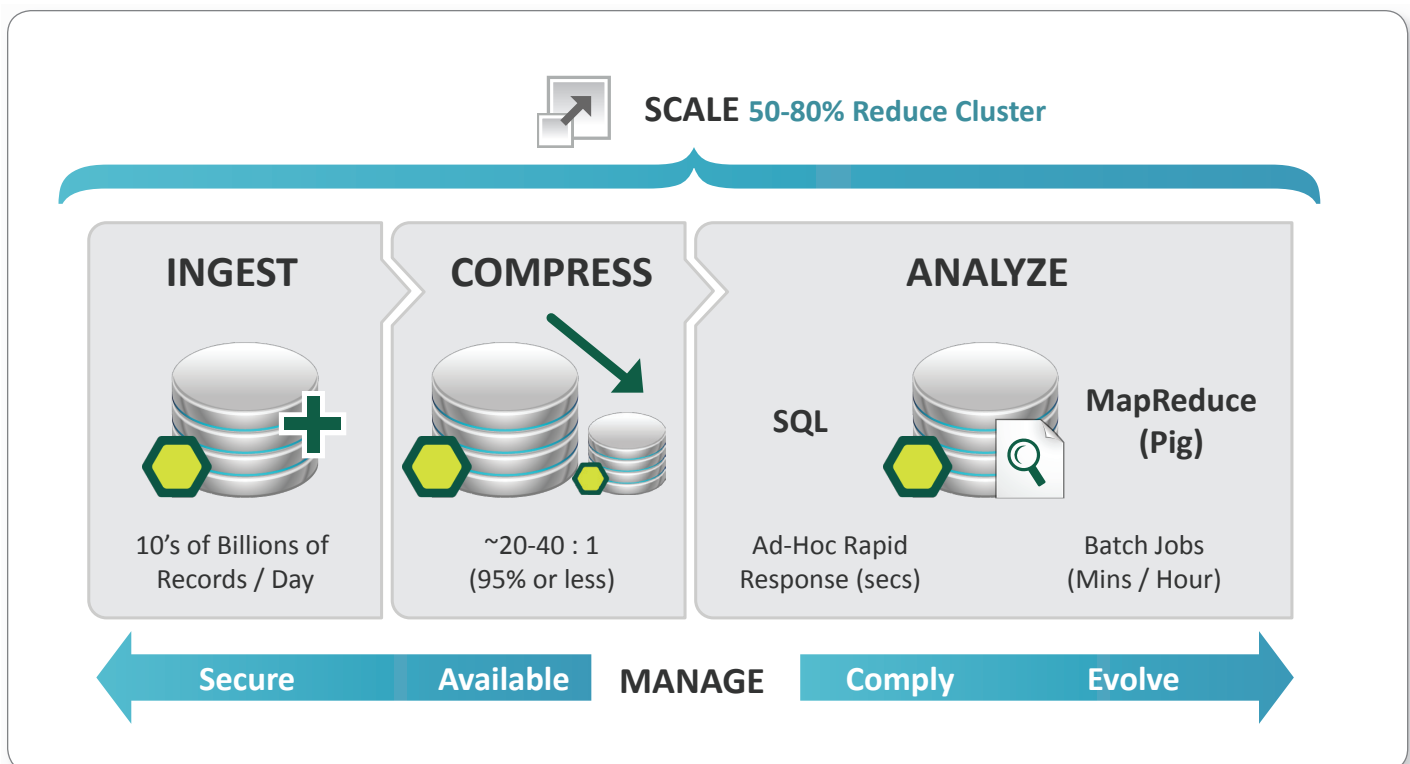 SCALE 50-80% Reduce Cluster
INGEST
10's of Billions of
Records / Day
COMPRESS
~20-40 : 1
(95% or less)
ANALYZE
SQL
Ad-Hoc Rapid
Response (secs)
MapReduce
(Pig)
Batch Jobs
(Mins / Hour)
Secure Available MANAGE Comply Evolve